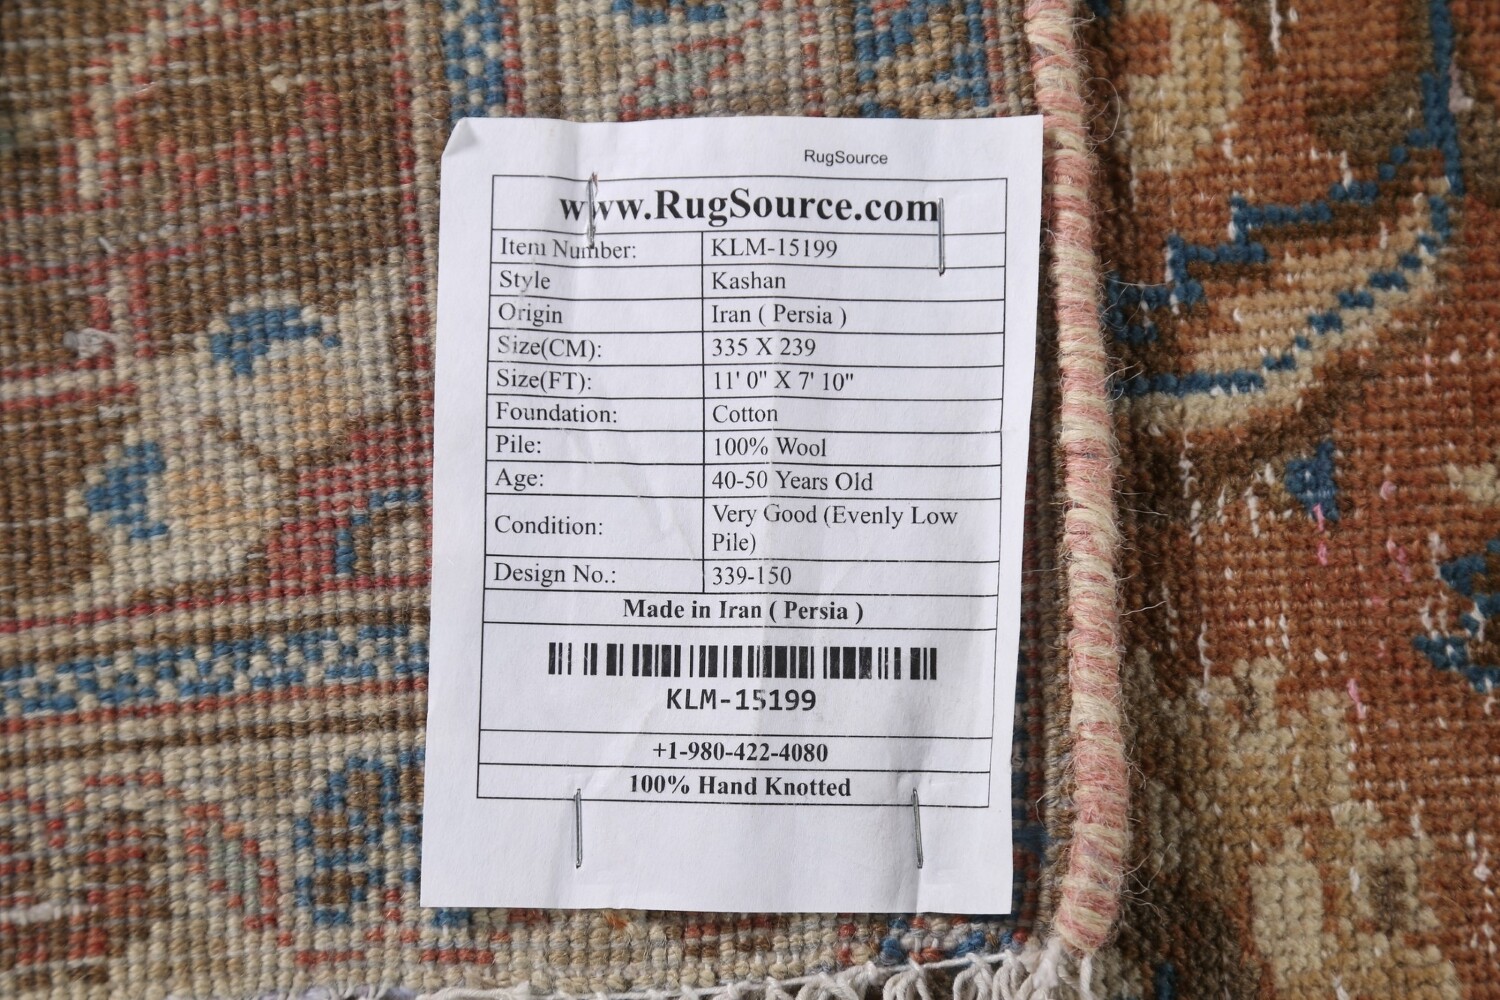 RugSource
www.RugSource.com
Item Number: KLM-15199
Style Kashan
Origin Iran ( Persia )
Size(CM): 335 X 239
Size(FT): 11' 0" X 7' 10"
Foundation: Cotton
Pile: 100% Wool
Age: 40-50 Years Old
Condition: Very Good (Evenly Low
Pile)
Design No.: 339-150
Made in Iran ( Persia )
KLM-15199
+1-980-422-4080
100% Hand Knotted